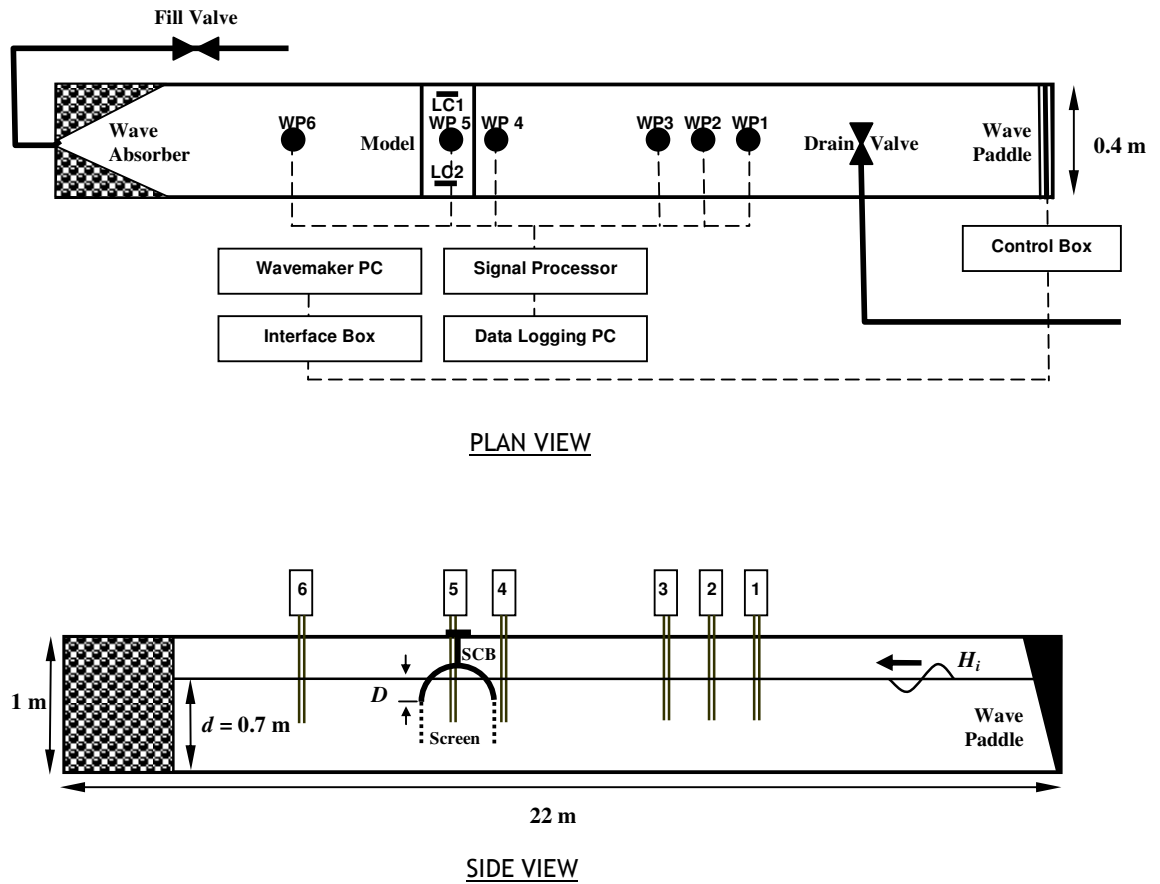 Fill Valve
LC1
WP6
WP 5
WP 4
WP3
WP2
WP1
Wave
Absorber
Model
Drain
Valve
Wave
Paddle
0.4 m
LC2
Control Box
Wavemaker PC
Signal Processor
Interface Box
Data Logging PC
PLAN VIEW
6
5
4
3
2
1
SCB
H_i
D
1 m
d = 0.7 m
Screen
Wave
Paddle
22 m
SIDE VIEW